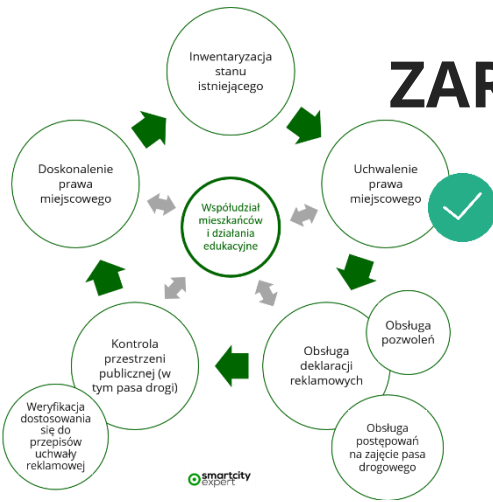 Inwentaryzacja
stanu
istniejącego
ZAR
Doskonalenie
prawa
miejscowego
Współudział
mieszkańców
i działania
edukacyjne
Uchwalenie
prawa
miejscowego
Kontrola
przestrzeni
publicznej (w
tym pasa drogi)
Obsługa
deklaracji
reklamowych
Obsługa
pozwoleń
Weryfikacja
dostosowania
się do
przepisów
uchwały
reklamowej
Obsługa
postępowań
na zajęcie pasa
drogowego
smartcity
expert